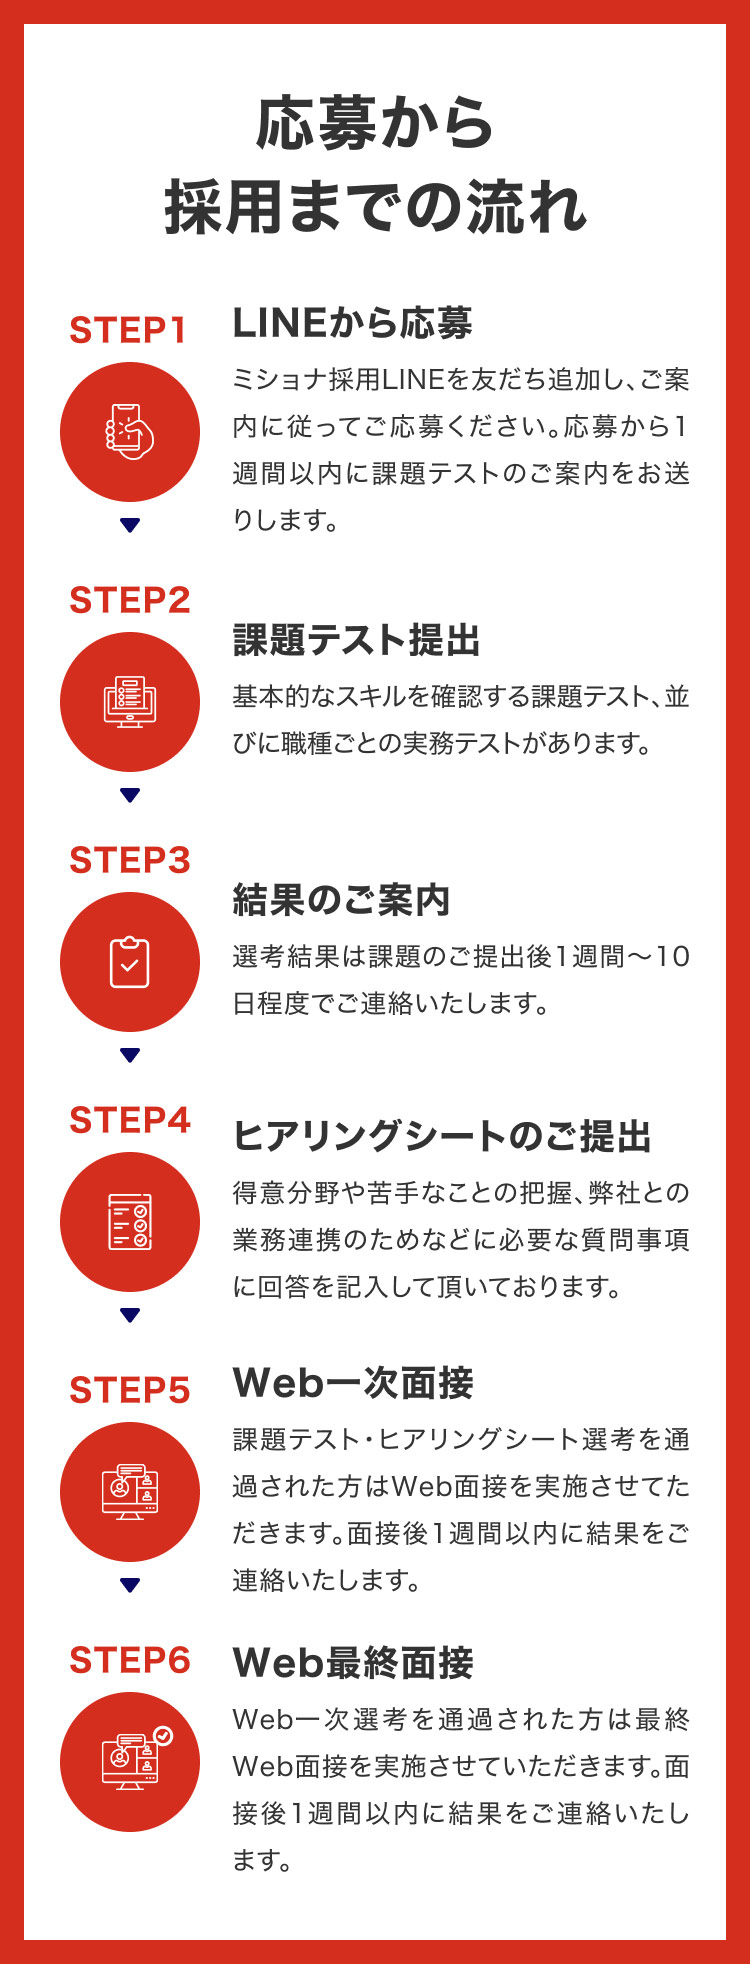 応募から
採用までの流れ
STEP1
LINEから応募
ミショナ採用LINEを友だち追加し、ご案
内に従ってご応募ください。応募から1
週間以内に課題テストのご案内をお送
りします。
STEP2
課題テスト提出
基本的なスキルを確認する課題テスト、並
びに職種ごとの実務テストがあります。
STEP3
結果のご案内
選考結果は課題のご提出後1週間〜10
日程度でご連絡いたします。
STEP4
ヒアリングシートのご提出
得意分野や苦手なことの把握、弊社との
業務連携のためなどに必要な質問事項
に回答を記入して頂いております。
STEP5
Web一次面接
課題テスト・ヒアリングシート選考を通
過された方はWeb面接を実施させてた
だきます。面接後1週間以内に結果をご
連絡いたします。
STEP6
Web最終面接
Web一次選考を通過された方は最終
Web面接を実施させていただきます。面
接後1週間以内に結果をご連絡いたし
ます。